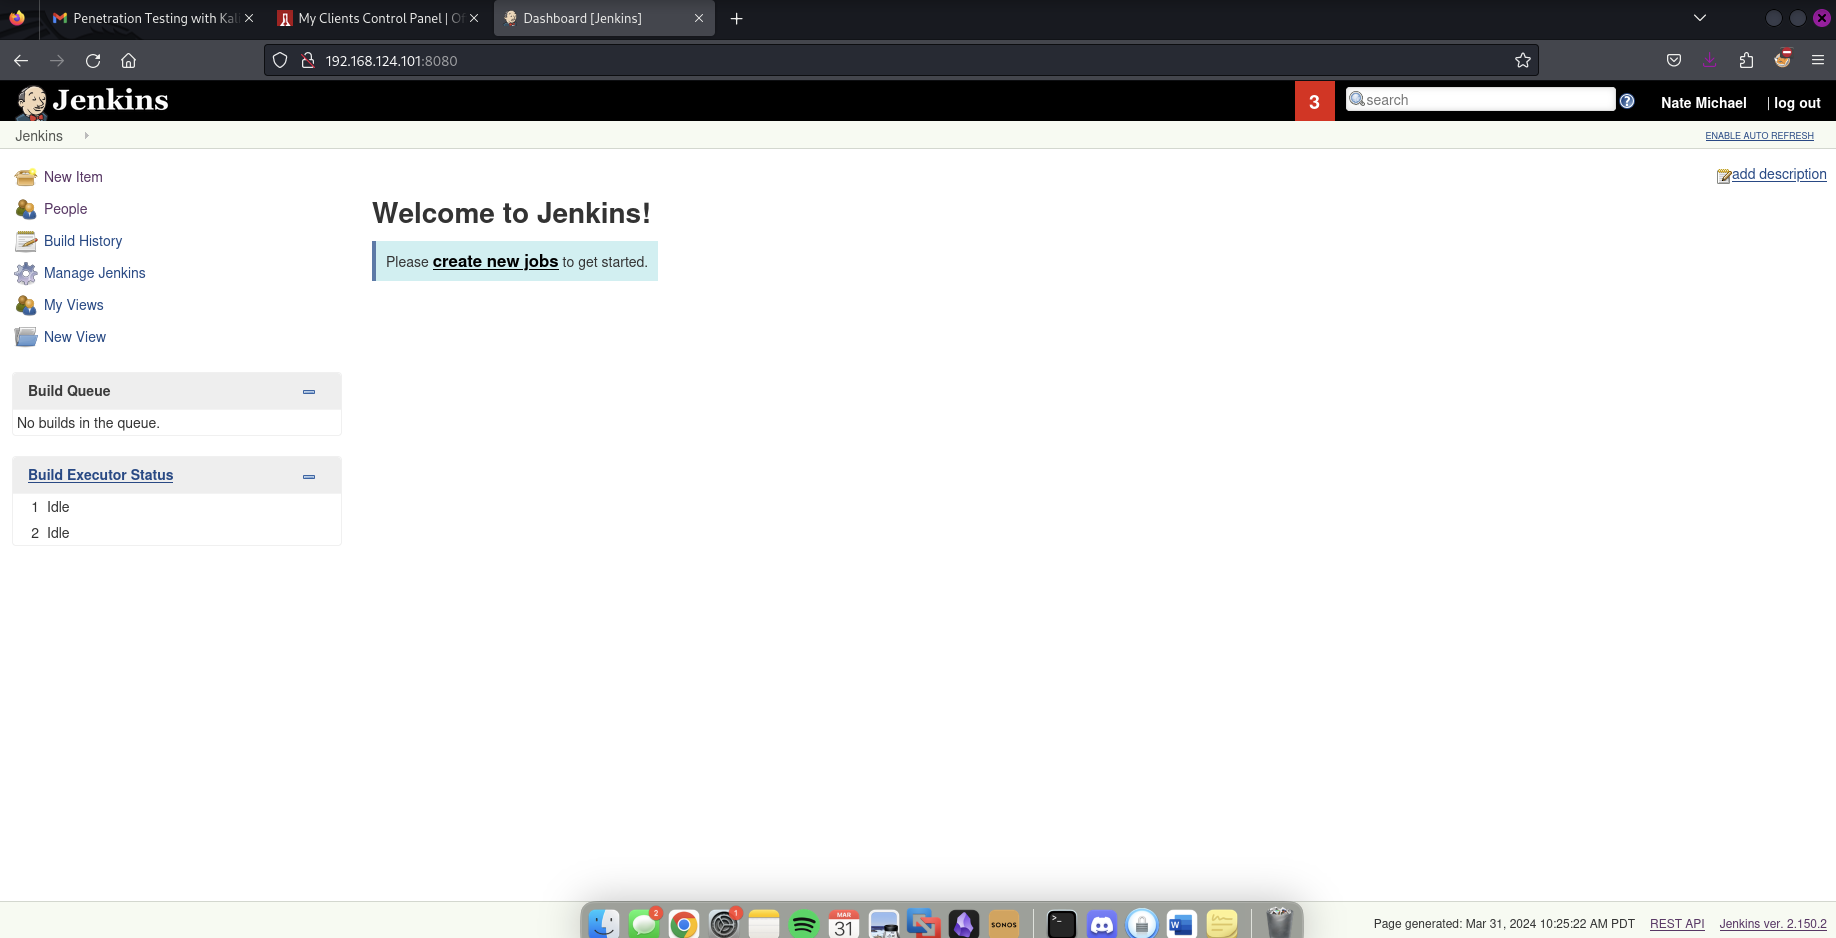 Penetration Testing with Kal
My Clients Control Panel | Of
Dashboard [Jenkins]
192.168.124.101:8080
Jenkins
3
search
Nate Michael
| log out
Jenkins
ENABLE AUTO REFRESH
New Item
People
Build History
Manage Jenkins
My Views
New View
add description
Welcome to Jenkins!
Please create new jobs to get started.
Build Queue
No builds in the queue.
Build Executor Status
1 Idle
2 Idle
2
1
MAR
31
SONOS
>_
W
Page generated: Mar 31, 2024 10:25:22 AM PDT
REST API
Jenkins ver. 2.150.2